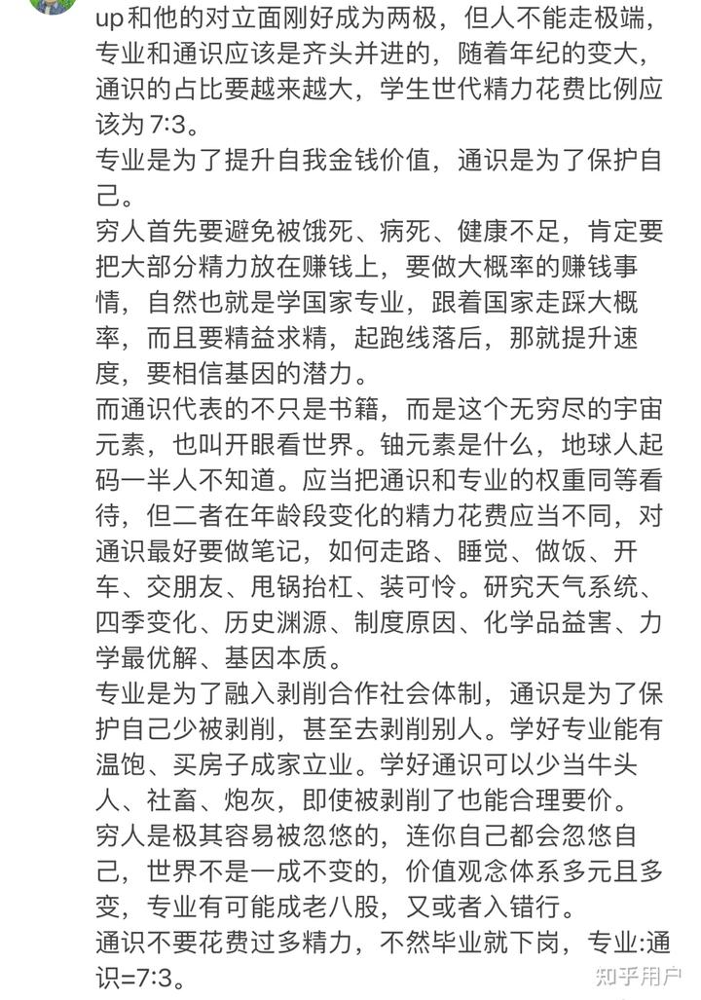 up和他的对立面刚好成为两极，但人不能走极端，
专业和通识应该是齐头并进的，随着年纪的变大，
通识的占比要越来越大，学生世代精力花费比例应
该为7:3。
专业是为了提升自我金钱价值，通识是为了保护自
己。
穷人首先要避免被饿死、病死、健康不足，肯定要
把大部分精力放在赚钱上，要做大概率的赚钱事
情，自然也就是学国家专业，跟着国家走踩大概
率，而且要精益求精，起跑线落后，那就提升速
度，要相信基因的潜力。
而通识代表的不只是书籍，而是这个无穷尽的宇宙
元素，也叫开眼看世界。铀元素是什么，地球人起
码一半人不知道。应当把通识和专业的权重同等看
待，但二者在年龄段变化的精力花费应当不同，对
通识最好要做笔记，如何走路、睡觉、做饭、开
车、交朋友、甩锅抬杠、装可怜。研究天气系统、
四季变化、历史渊源、制度原因、化学品益害、力
学最优解、基因本质。
专业是为了融入剥削合作社会体制，通识是为了保
护自己少被剥削，甚至去剥削别人。学好专业能有
温饱、买房子成家立业。学好通识可以少当牛头
人、社畜、炮灰，即使被剥削了也能合理要价。
穷人是极其容易被忽悠的，连你自己都会忽悠自
己，世界不是一成不变的，价值观念体系多元且多
变，专业有可能成老八股，又或者入错行。
通识不要花费过多精力，不然毕业就下岗，专业:通
识=7:3。
知乎用户